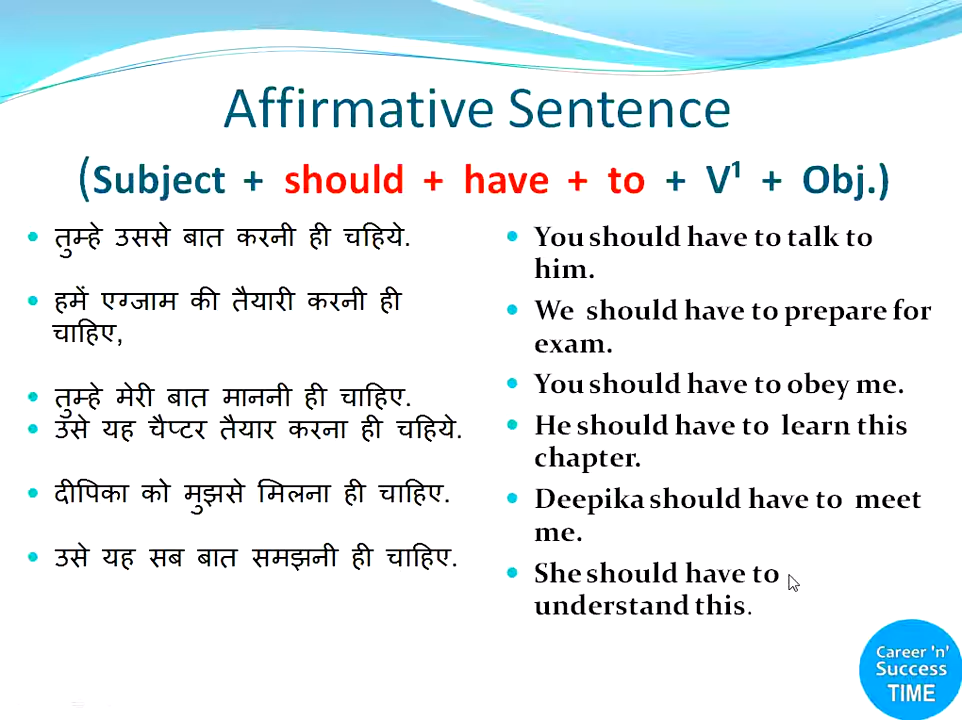 Affirmative Sentence
(Subject + should + have + to + V¹ + Obj.)
• तुम्हे उससे बात करनी ही चहिये.
• हमें एग्जाम की तैयारी करनी ही
चाहिए,
• तुम्हे मेरी बात माननी ही चाहिए.
• उसे यह चैप्टर तैयार करना ही चहिये.
• दीपिका को मुझसे मिलना ही चाहिए.
• उसे यह सब बात समझनी ही चाहिए.
• You should have to talk to
him.
• We should have to prepare for
exam.
• You should have to obey me.
• He should have to learn this
chapter.
• Deepika should have to meet
me.
• She should have to
understand this.
Career 'n'
Success
TIME